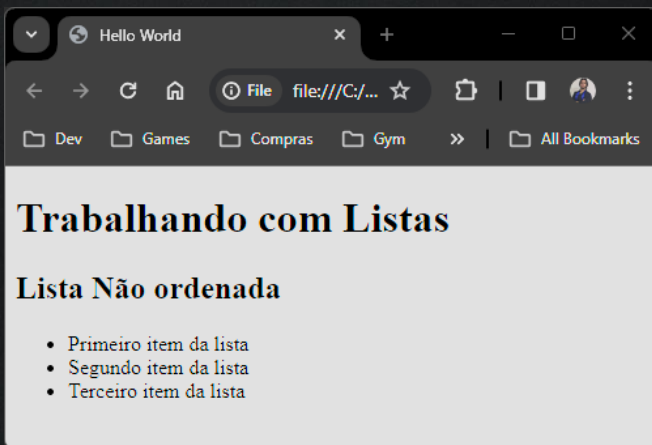 Hello World
File file:///C:/...
Dev Games Compras Gym All Bookmarks
Trabalhando com Listas
Lista Não ordenada
Primeiro item da lista
Segundo item da lista
Terceiro item da lista